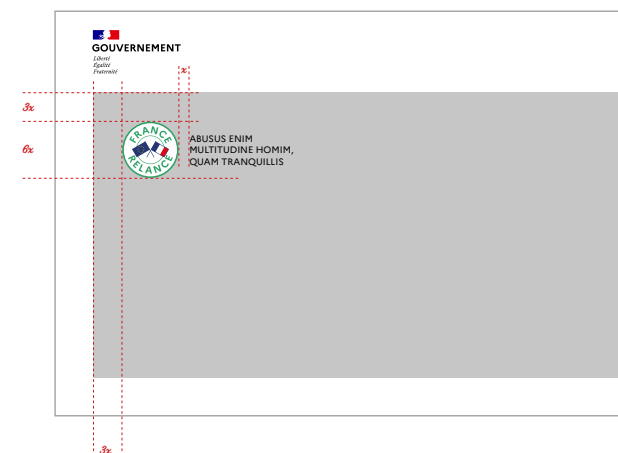 GOUVERNEMENT
Liberté
Égalité
Fraternité
x
3x
6x
FRANCE
RELANCE
ABUSUS ENIM
MULTITUDINE HOMIM,
QUAM TRANQUILLIS
3x